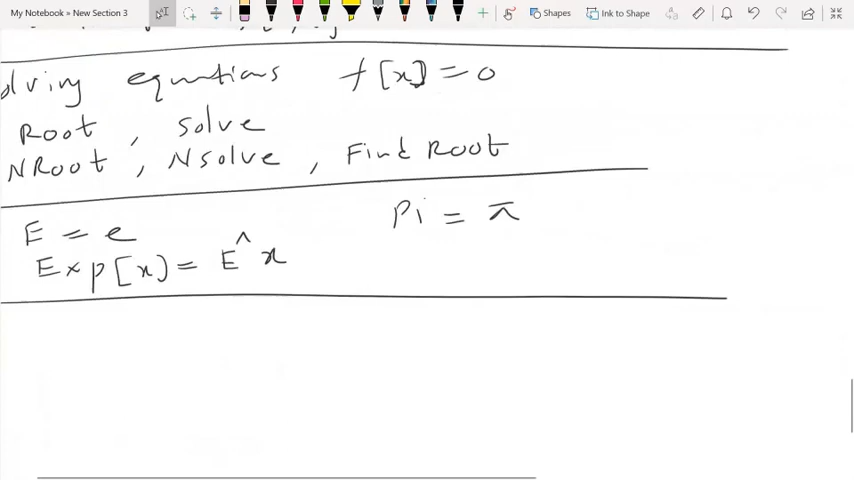 My Notebook » New Section 3
Shapes
Ink to Shape
olving equations f[x]=0
Root, Solve
NRoot, Nsolve, Find Root
E = e
Pi = π
Exp[x] = E^x